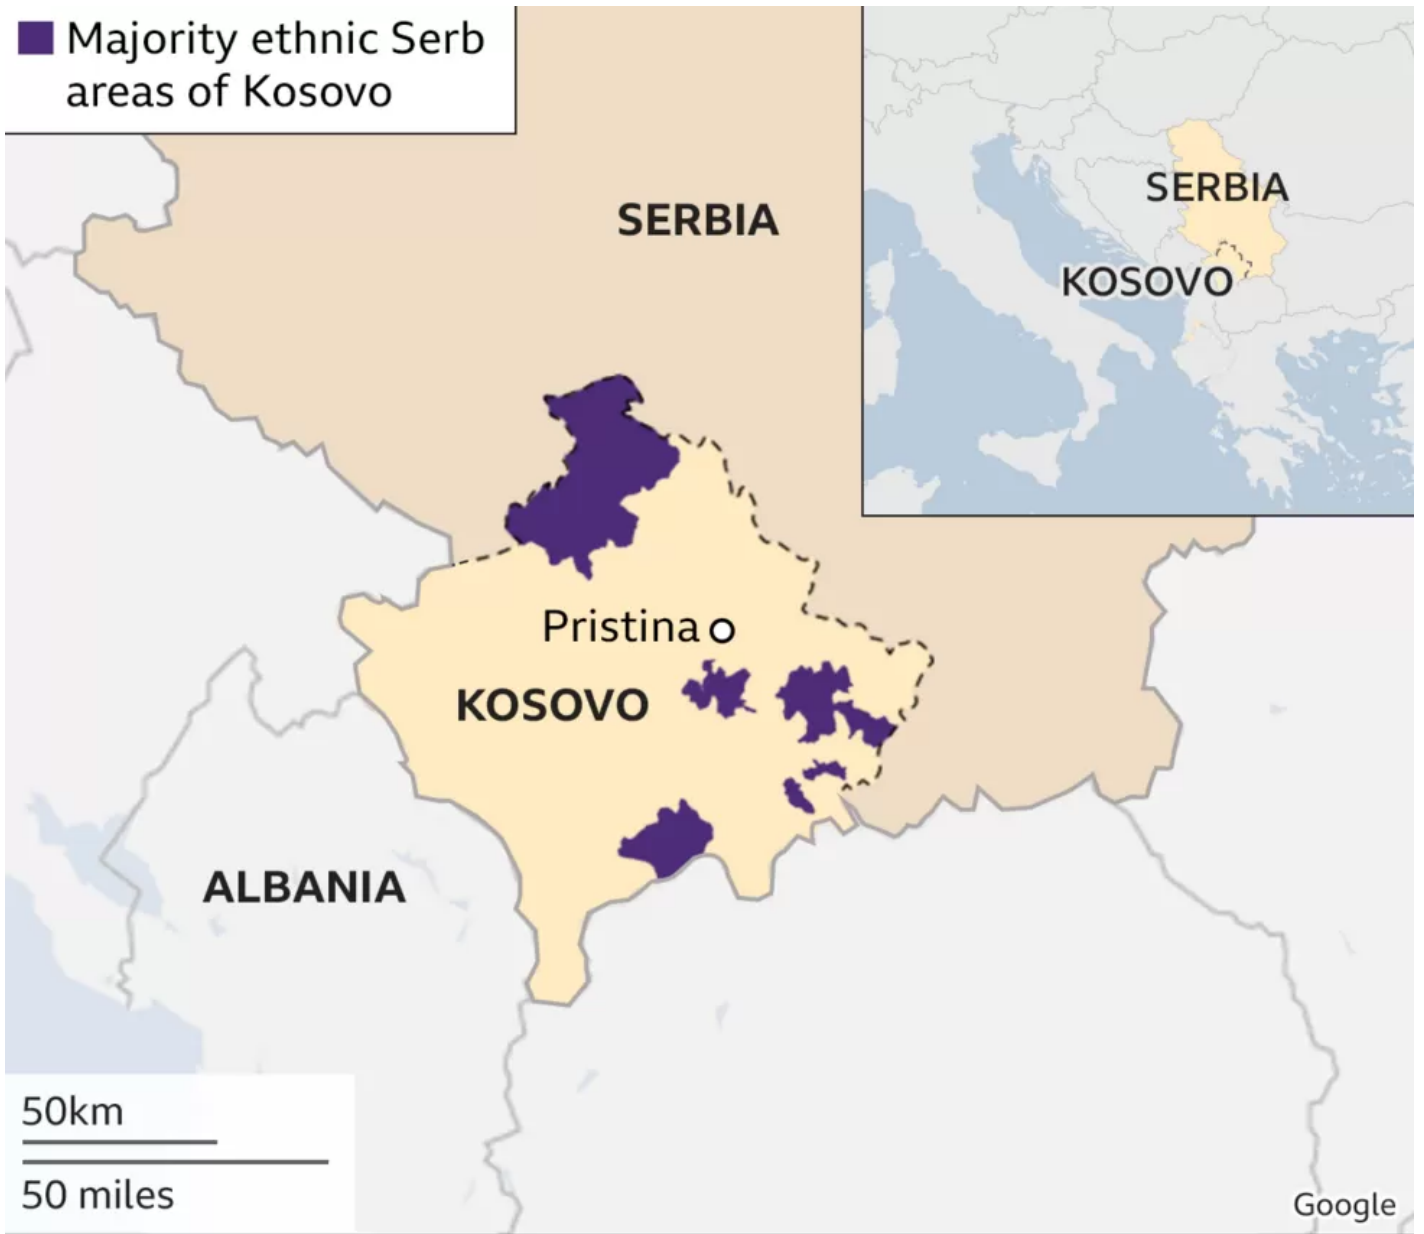 Majority ethnic Serb
areas of Kosovo
SERBIA
SERBIA
KOSOVO
Pristina
KOSOVO
ALBANIA
50km
50 miles
Google